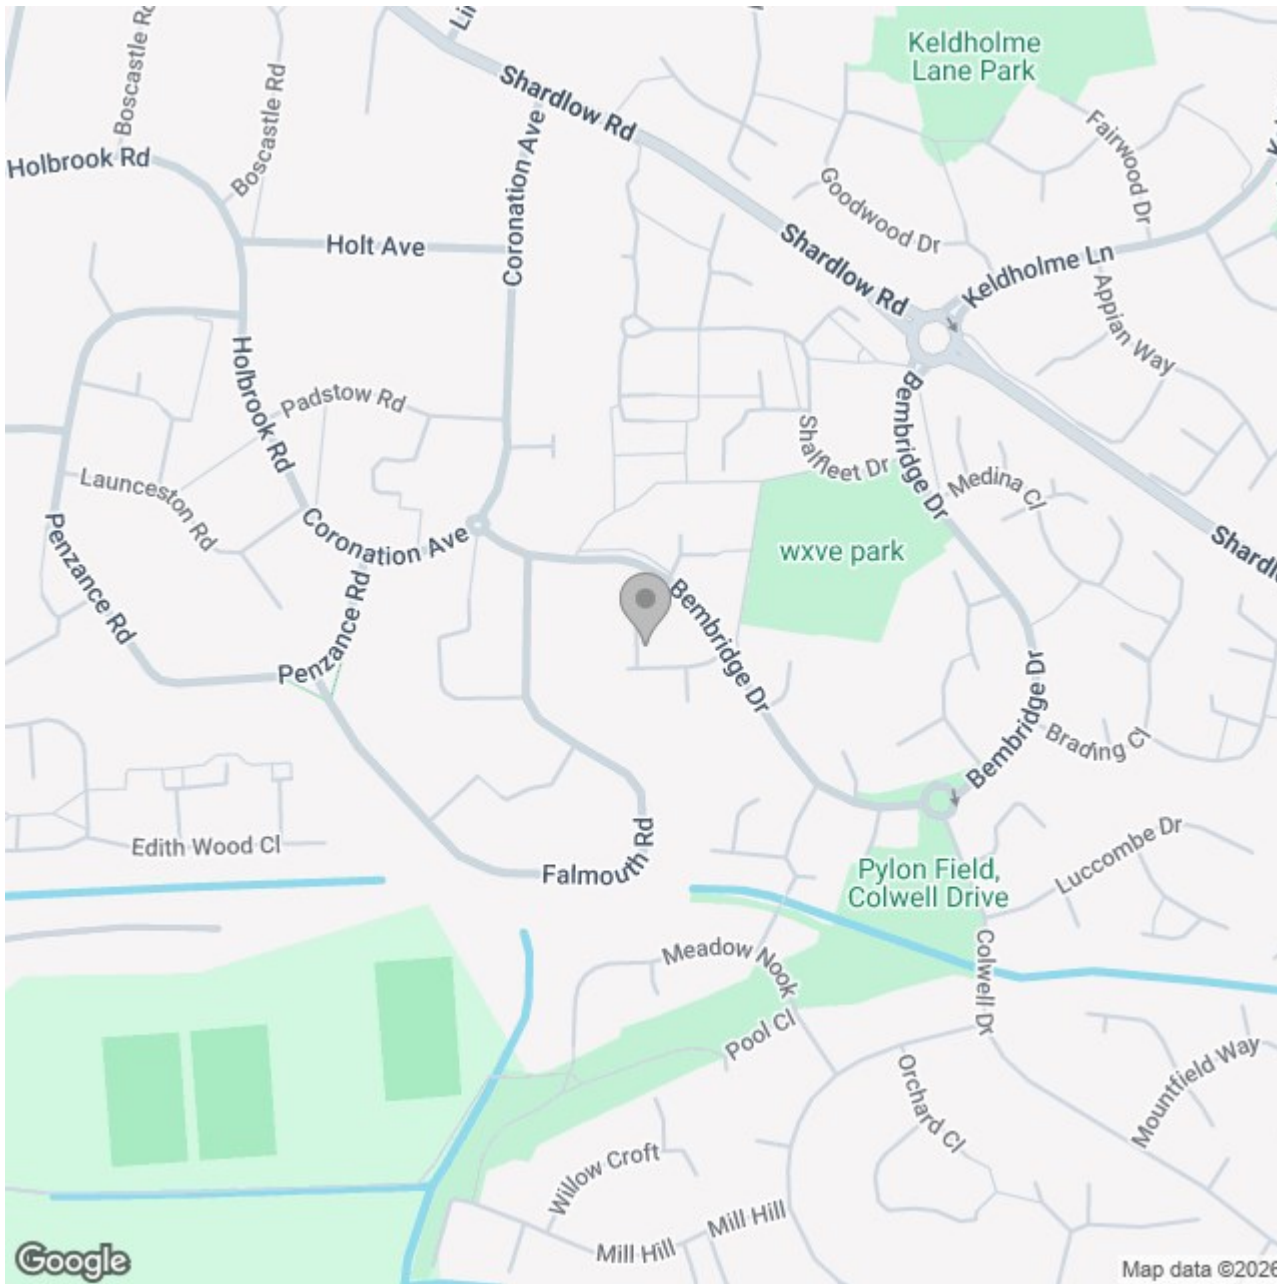 Boscastle Rd
Boscastle Rd
Holbrook Rd
Shardlow Rd
Coronation Ave
Keldholme
Lane Park
Fairwood Dr
Goodwood Dr
Holt Ave
Shardlow Rd
Keldholme Ln
Appian Way
Holbrook Rd
Padstow Rd
Bembridge Dr
Shalfleet Dr
Medina Cl
Launceston Rd
Coronation Ave
wxve park
Penzance Rd
Penzance Rd
Penzance Rd
Bembridge Dr
Bembridge Dr
Brading Cl
Edith Wood Cl
Falmouth Rd
Pylon Field,
Colwell Drive
Luccombe Dr
Meadow Nook
Colwell Dr
Pool Cl
Orchard Cl
Mountfield Way
Willow Croft
Mill Hill
Mill Hill
Google
Map data ©2026